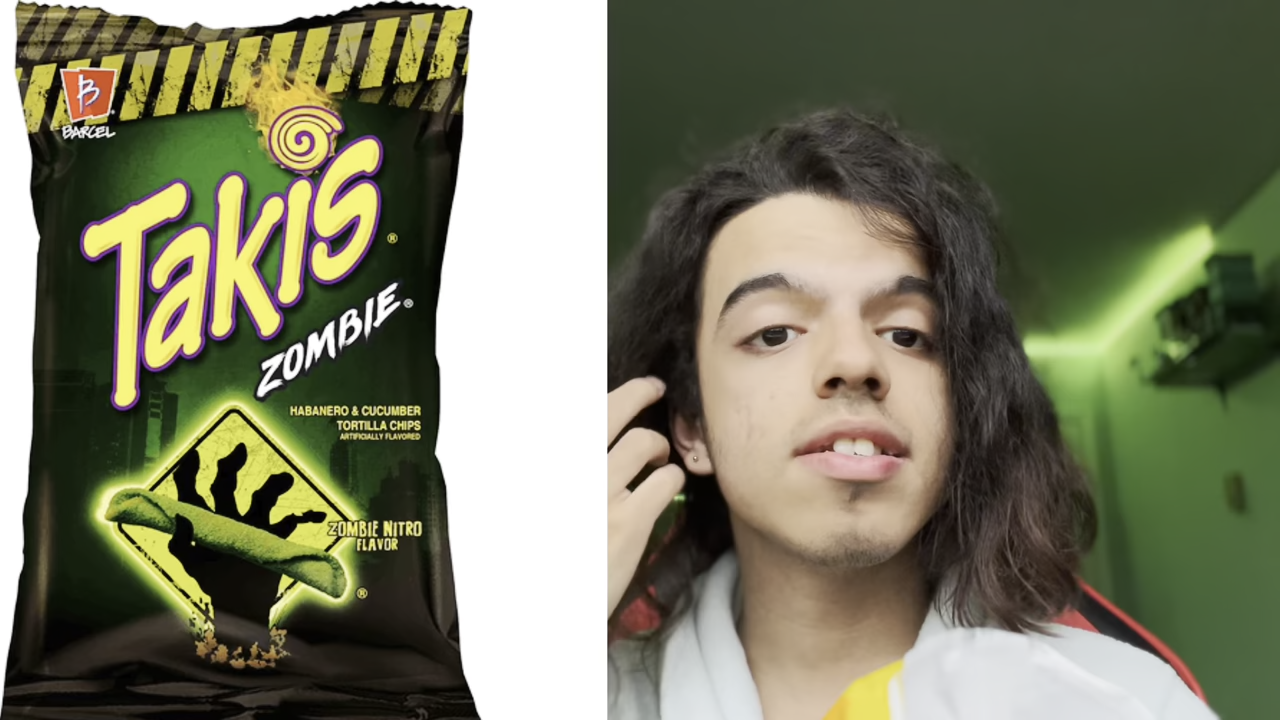 B
BARCEL
Takis
ZOMBIE
HABANERO & CUCUMBER
TORTILLA CHIPS
ARTIFICIALLY FLAVORED
ZOMBIE NITRO
FLAVOR